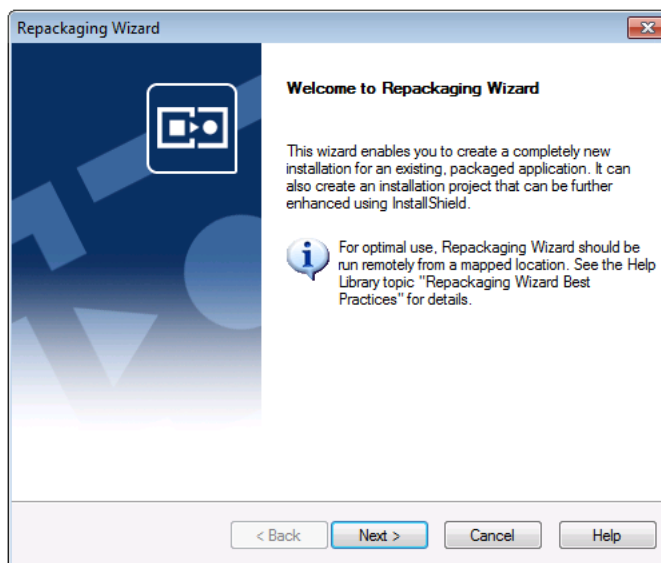 Repackaging Wizard
Welcome to Repackaging Wizard
This wizard enables you to create a completely new
installation for an existing, packaged application. It can
also create an installation project that can be further
enhanced using InstallShield.
For optimal use, Repackaging Wizard should be
run remotely from a mapped location. See the Help
Library topic "Repackaging Wizard Best
Practices" for details.
< Back Next > Cancel Help